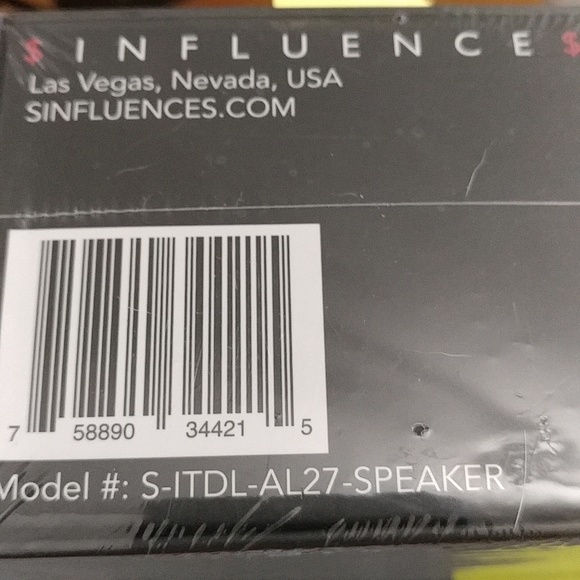 $INFLUENCE$
Las Vegas, Nevada, USA
SINFLUENCES.COM
7 58890 34421 5
Model #: S-ITDL-AL27-SPEAKER